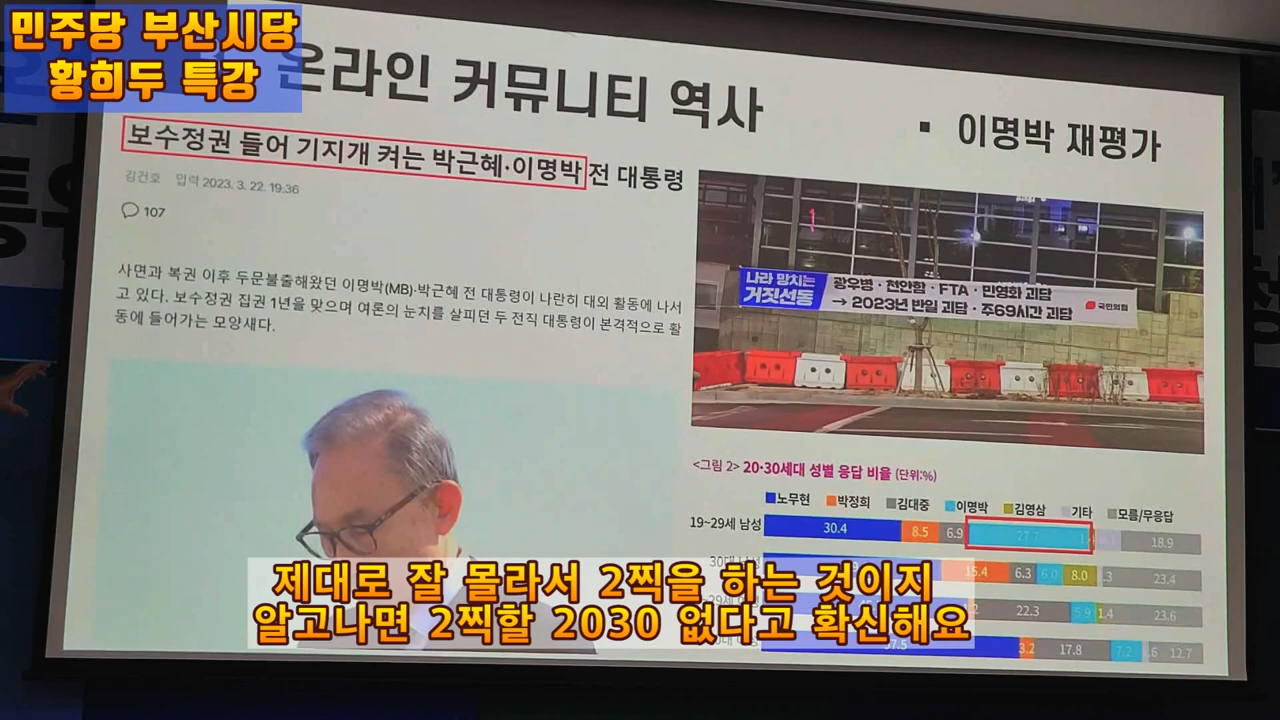 민주당 부산시당
황희두 특강
온라인 커뮤니티 역사
▪ 이명박 재평가
보수정권 들어 기지개 켜는 박근혜·이명박 전 대통령
김건호 입력 2023. 3. 22. 19:36
107
사면과 복권 이후 두문불출해왔던 이명박(MB)·박근혜 전 대통령이 나란히 대외 활동에 나서
고 있다. 보수정권 집권 1년을 맞으며 여론의 눈치를 살피던 두 전직 대통령이 본격적으로 활
동에 들어가는 모양새다.
나라 망치는
거짓선동
광우병·천안함·FTA·민영화 괴담
→ 2023년 반일 괴담·주69시간 괴담
국민의힘
<그림 2> 20·30세대 성별 응답 비율 (단위:%)
노무현 박정희 김대중 이명박 김영삼 기타 모름/무응답
19~29세 남성 30.4 8.5 6.9 27.7 18.9
15.4 6.3 6.0 8.0 23.4
22.3 5.9 1.4 23.6
3.2 17.8 7.2 12.7
제대로 잘 몰라서 2찍을 하는 것이지
알고나면 2찍할 2030 없다고 확신해요